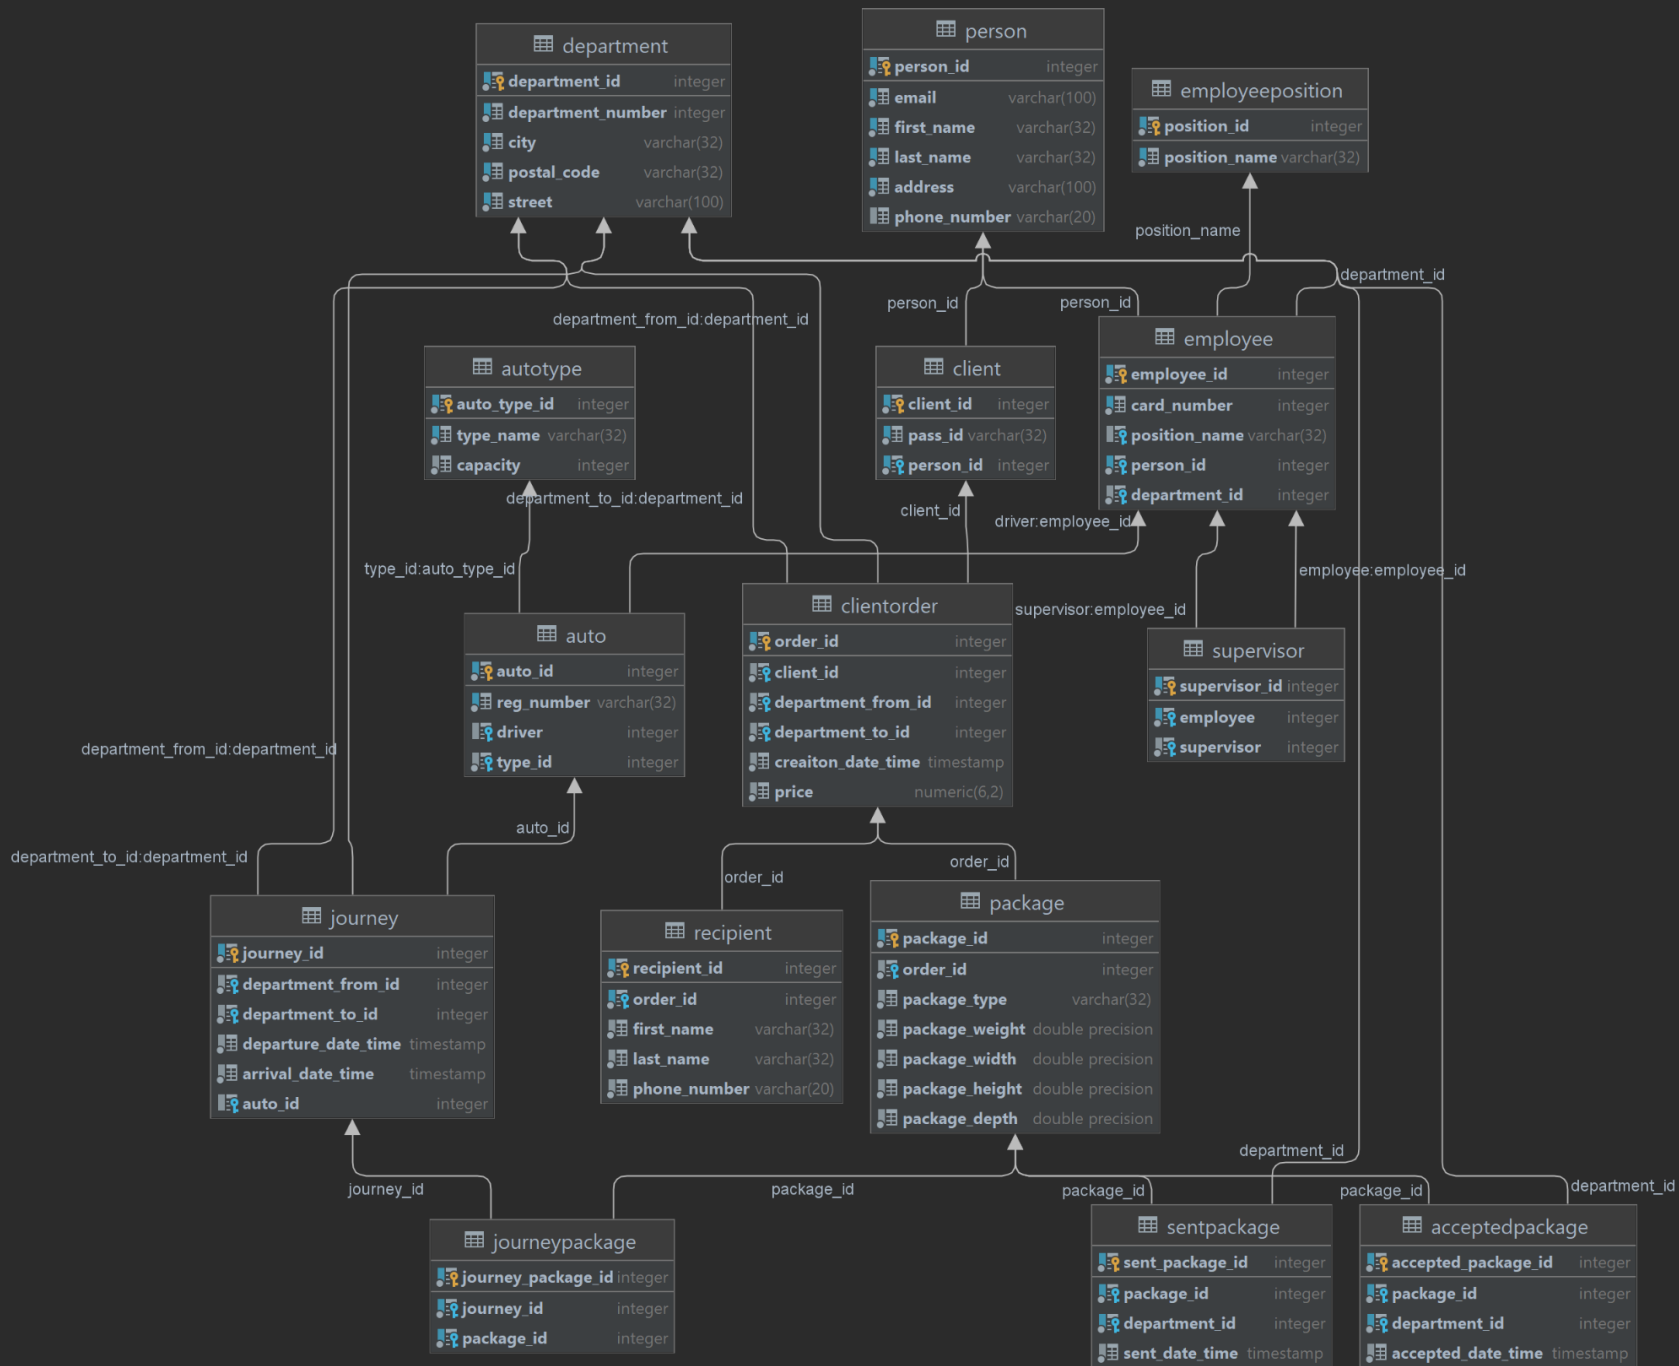 department
department_id integer
department_number integer
city varchar(32)
postal_code varchar(32)
street varchar(100)
person
person_id integer
email varchar(100)
first_name varchar(32)
last_name varchar(32)
address varchar(100)
phone_number varchar(20)
employeeposition
position_id integer
position_name varchar(32)
position_name
department_id
person_id
person_id
department_from_id:department_id
autotype
auto_type_id integer
type_name varchar(32)
capacity integer
client
client_id integer
pass_id varchar(32)
person_id integer
employee
employee_id integer
card_number integer
position_name varchar(32)
person_id integer
department_id integer
department_to_id:department_id
client_id
driver:employee_id
type_id:auto_type_id
employee:employee_id
supervisor:employee_id
auto
auto_id integer
reg_number varchar(32)
driver integer
type_id integer
clientorder
order_id integer
client_id integer
department_from_id integer
department_to_id integer
creaiton_date_time timestamp
price numeric(6,2)
supervisor
supervisor_id integer
employee integer
supervisor integer
department_from_id:department_id
auto_id
department_to_id:department_id
order_id
order_id
journey
journey_id integer
department_from_id integer
department_to_id integer
departure_date_time timestamp
arrival_date_time timestamp
auto_id integer
recipient
recipient_id integer
order_id integer
first_name varchar(32)
last_name varchar(32)
phone_number varchar(20)
package
package_id integer
order_id integer
package_type varchar(32)
package_weight double precision
package_width double precision
package_height double precision
package_depth double precision
department_id
journey_id
package_id
package_id
package_id
department_id
journeypackage
journey_package_id integer
journey_id integer
package_id integer
sentpackage
sent_package_id integer
package_id integer
department_id integer
sent_date_time timestamp
acceptedpackage
accepted_package_id integer
package_id integer
department_id integer
accepted_date_time timestamp